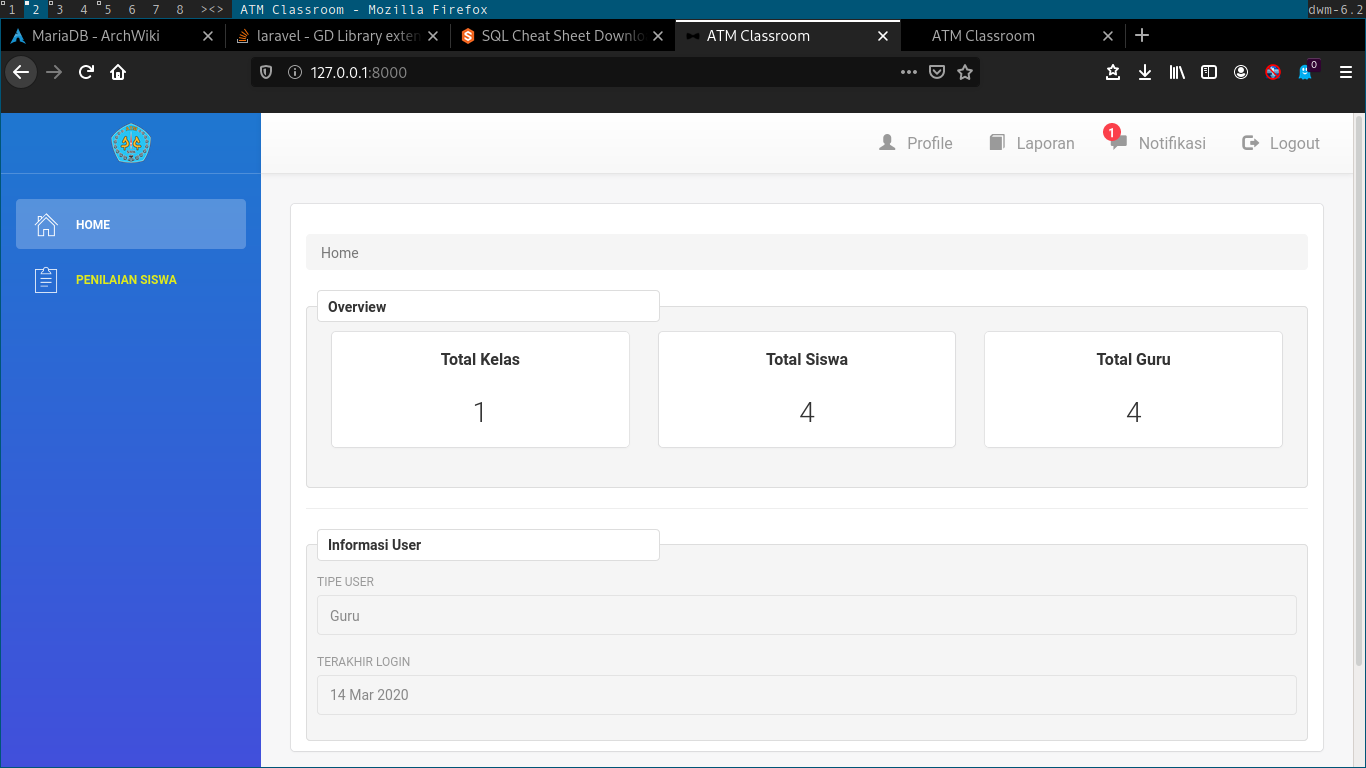 1 2 3 4 5 6 7 8 ><> ATM Classroom - Mozilla Firefox dwm-6.2
MariaDB - ArchWiki laravel - GD Library exten SQL Cheat Sheet Downlo ATM Classroom ATM Classroom
127.0.0.1:8000 0
Profile Laporan 1 Notifikasi Logout
HOME
PENILAIAN SISWA
Home
Overview
Total Kelas Total Siswa Total Guru
1 4 4
Informasi User
TIPE USER
Guru
TERAKHIR LOGIN
14 Mar 2020